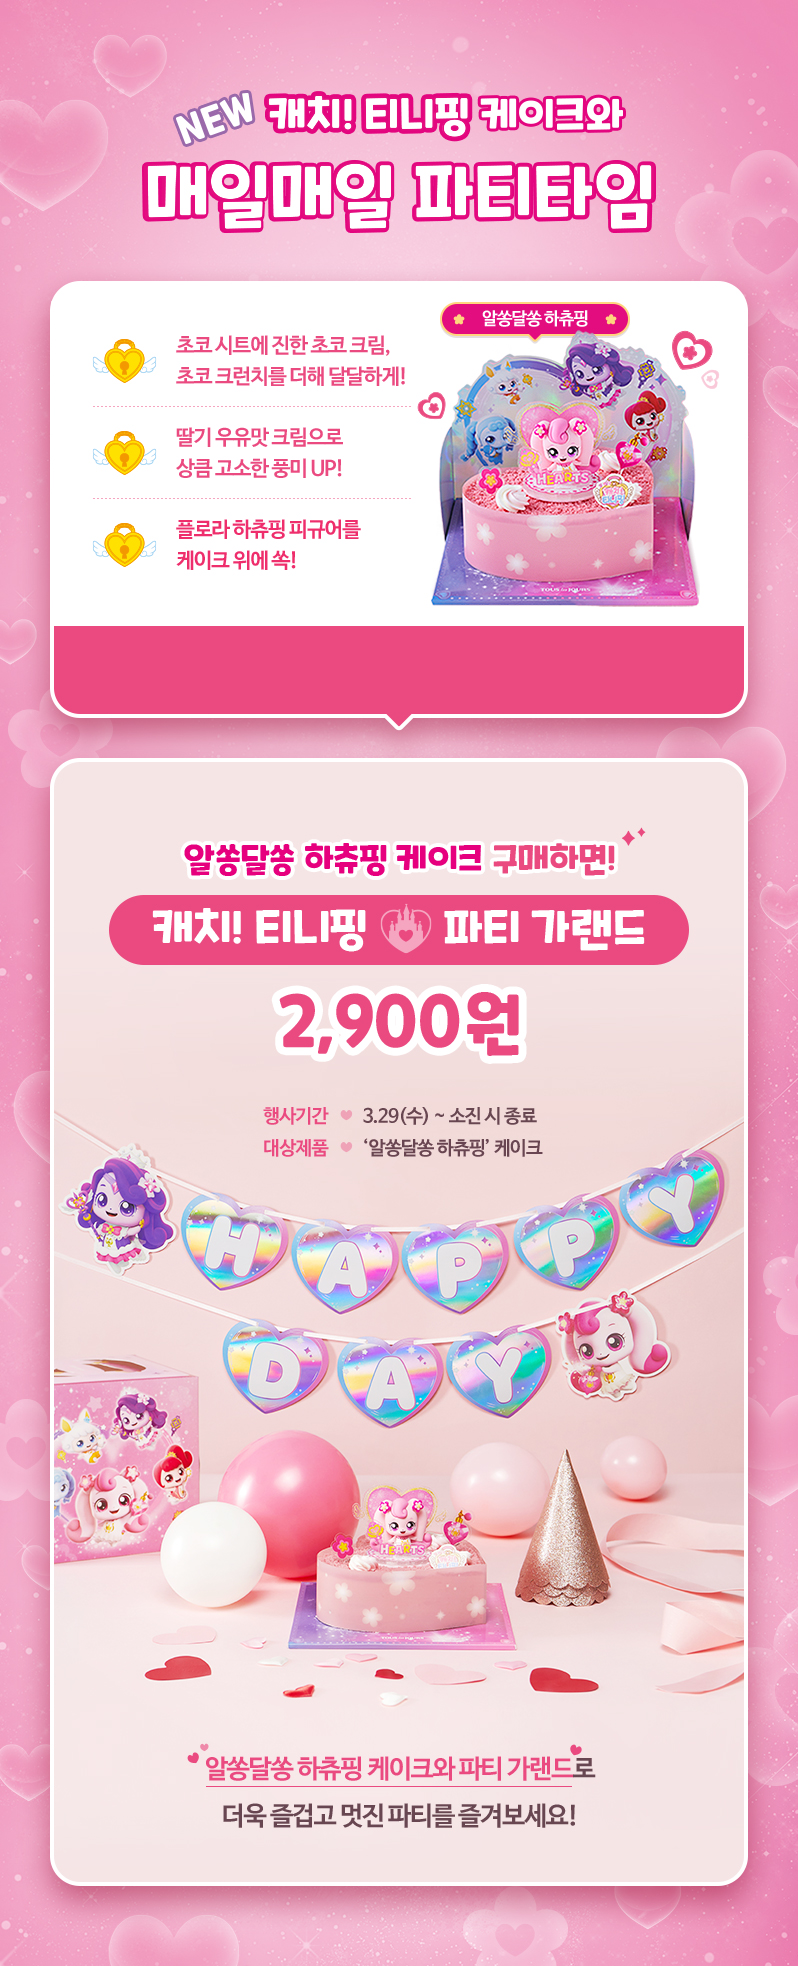 NEW 캐치! 티니핑 케이크와
매일매일 파티타임
알쏭달쏭 하츄핑
초코 시트에 진한 초코 크림,
초코 크런치를 더해 달달하게!
딸기 우유맛 크림으로
상큼 고소한 풍미 UP!
플로라 하츄핑 피규어를
케이크 위에 쏙!
HEARTS
TOUS les JOURS
알쏭달쏭 하츄핑 케이크 구매하면!
캐치! 티니핑 파티 가랜드
2,900원
행사기간 3.29(수) ~ 소진 시 종료
대상제품 ‘알쏭달쏭 하츄핑’ 케이크
HAPPY
DAY
HEARTS
알쏭달쏭 하츄핑 케이크와 파티 가랜드로
더욱 즐겁고 멋진 파티를 즐겨보세요!